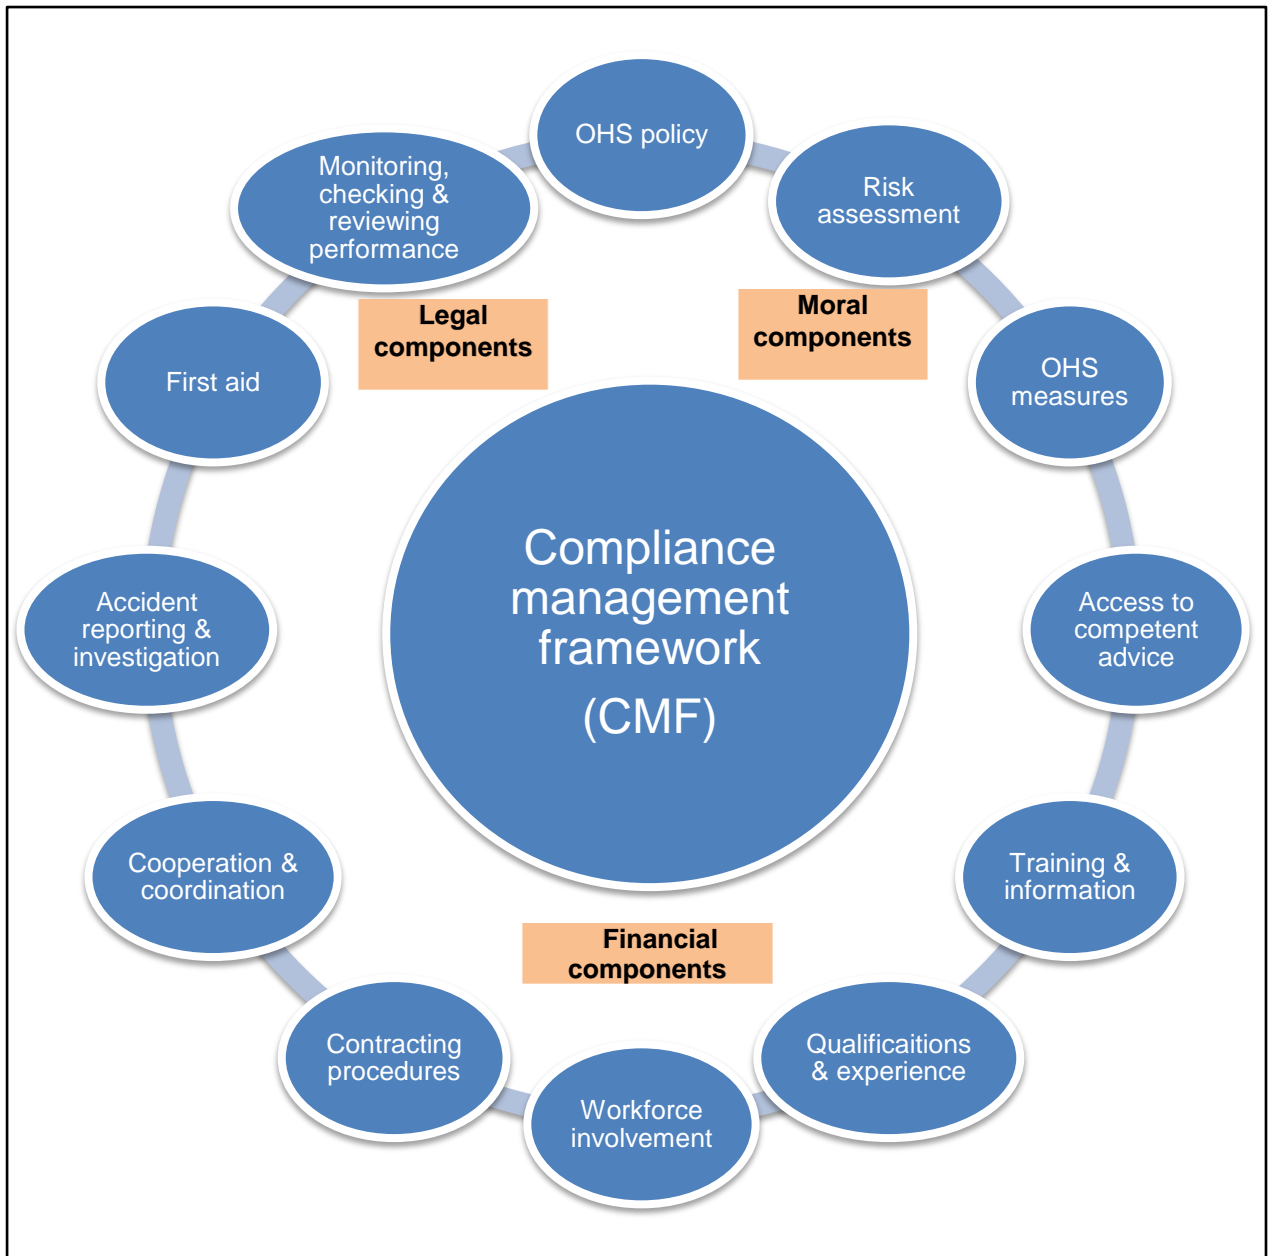 OHS policy
Risk
assessment
OHS
measures
Access to
competent
advice
Training &
information
Qualificaitions
& experience
Workforce
involvement
Contracting
procedures
Cooperation &
coordination
Accident
reporting &
investigation
First aid
Monitoring,
checking &
reviewing
performance
Legal
components
Moral
components
Compliance
management
framework
(CMF)
Financial
components